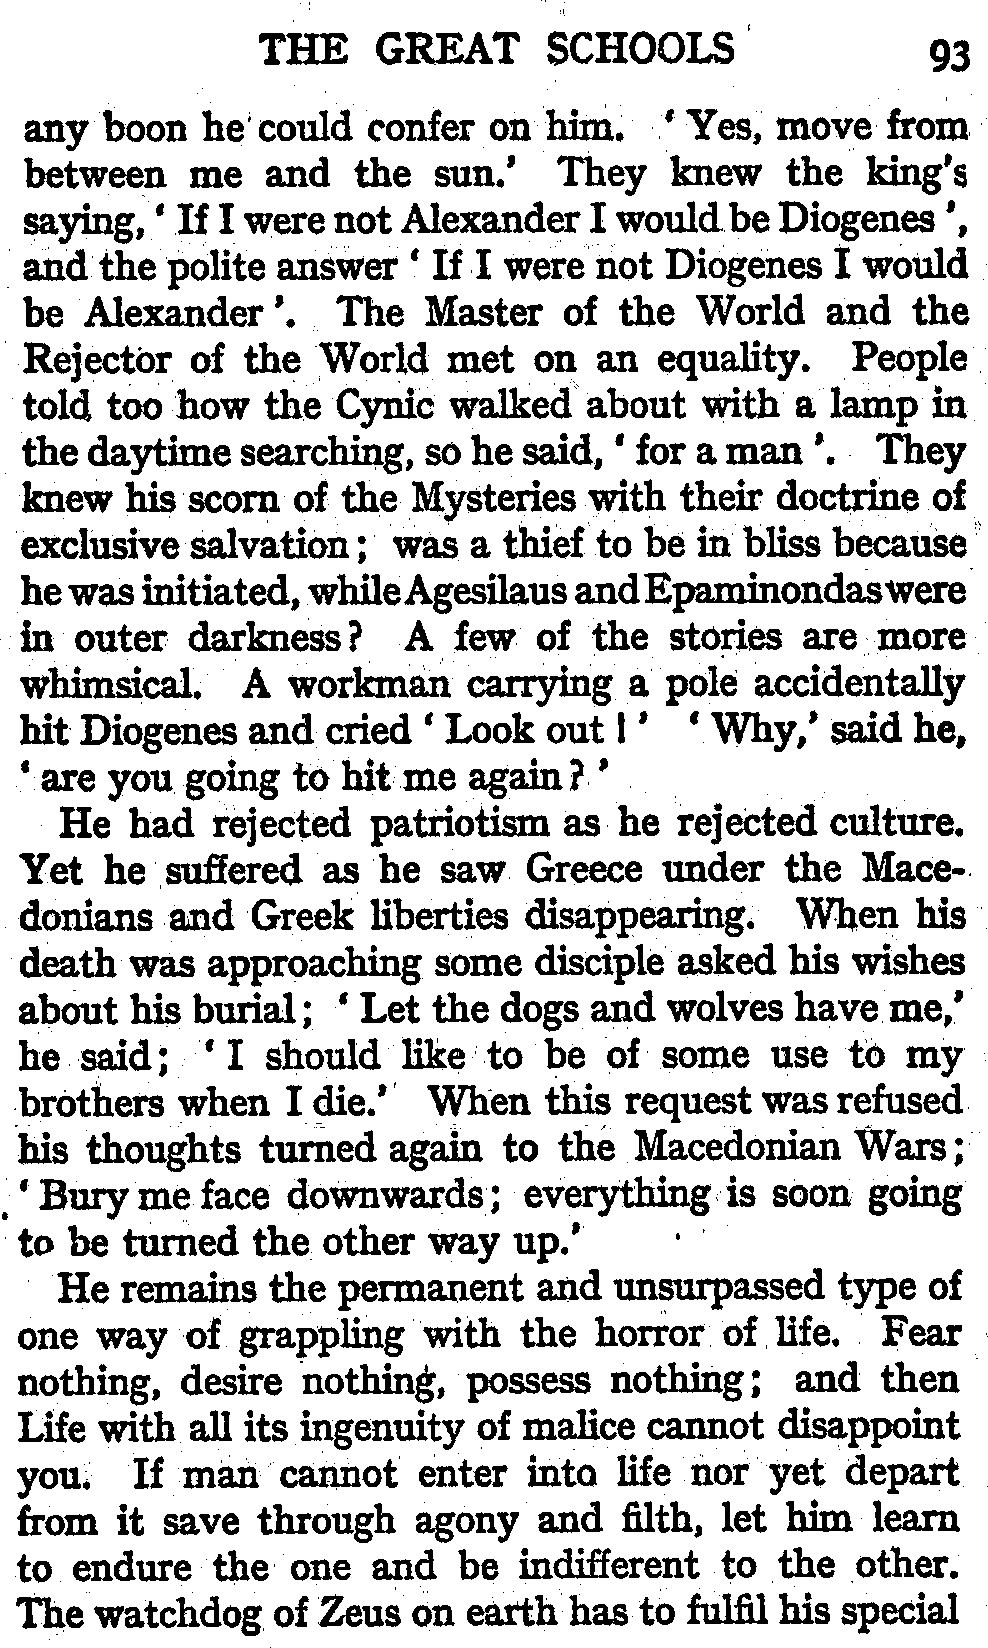 THE GREAT SCHOOLS 93
any boon he could confer on him. ‘ Yes, move from
between me and the sun.’ They knew the king's
saying, ‘ If I were not Alexander I would be Diogenes ’,
and the polite answer ‘ If I were not Diogenes I would
be Alexander ’. The Master of the World and the
Rejector of the World met on an equality. People
told too how the Cynic walked about with a lamp in
the daytime searching, so he said, ‘ for a man ’. They
knew his scorn of the Mysteries with their doctrine of
exclusive salvation ; was a thief to be in bliss because
he was initiated, while Agesilaus and Epaminondas were
in outer darkness ? A few of the stories are more
whimsical. A workman carrying a pole accidentally
hit Diogenes and cried ‘ Look out ! ’ ‘ Why,’ said he,
‘ are you going to hit me again ? ’
He had rejected patriotism as he rejected culture.
Yet he suffered as he saw Greece under the Mace-
donians and Greek liberties disappearing. When his
death was approaching some disciple asked his wishes
about his burial ; ‘ Let the dogs and wolves have me,’
he said ; ‘ I should like to be of some use to my
brothers when I die.’ When this request was refused
his thoughts turned again to the Macedonian Wars ;
‘ Bury me face downwards ; everything is soon going
to be turned the other way up.’
He remains the permanent and unsurpassed type of
one way of grappling with the horror of life. Fear
nothing, desire nothing, possess nothing ; and then
Life with all its ingenuity of malice cannot disappoint
you. If man cannot enter into life nor yet depart
from it save through agony and filth, let him learn
to endure the one and be indifferent to the other.
The watchdog of Zeus on earth has to fulfil his special